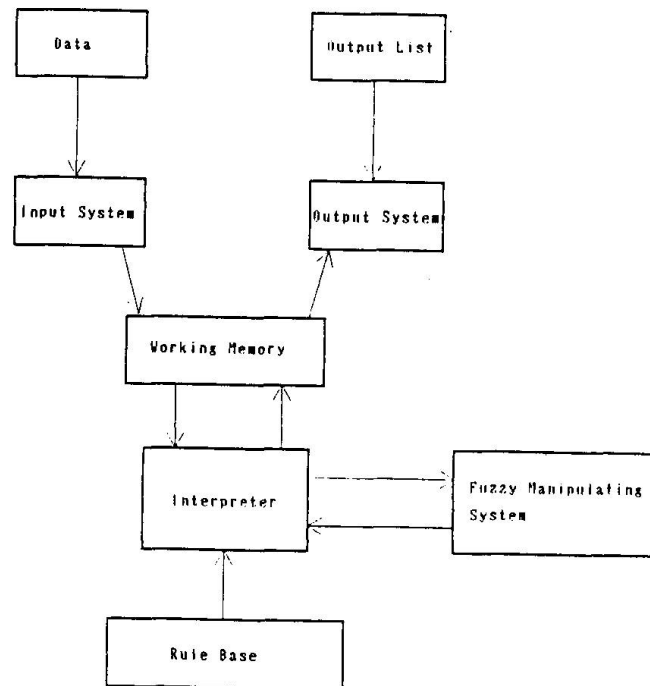 Data
Output List
Input System
Output System
Working Memory
Interpreter
Fuzzy Manipulating
System
Rule Base